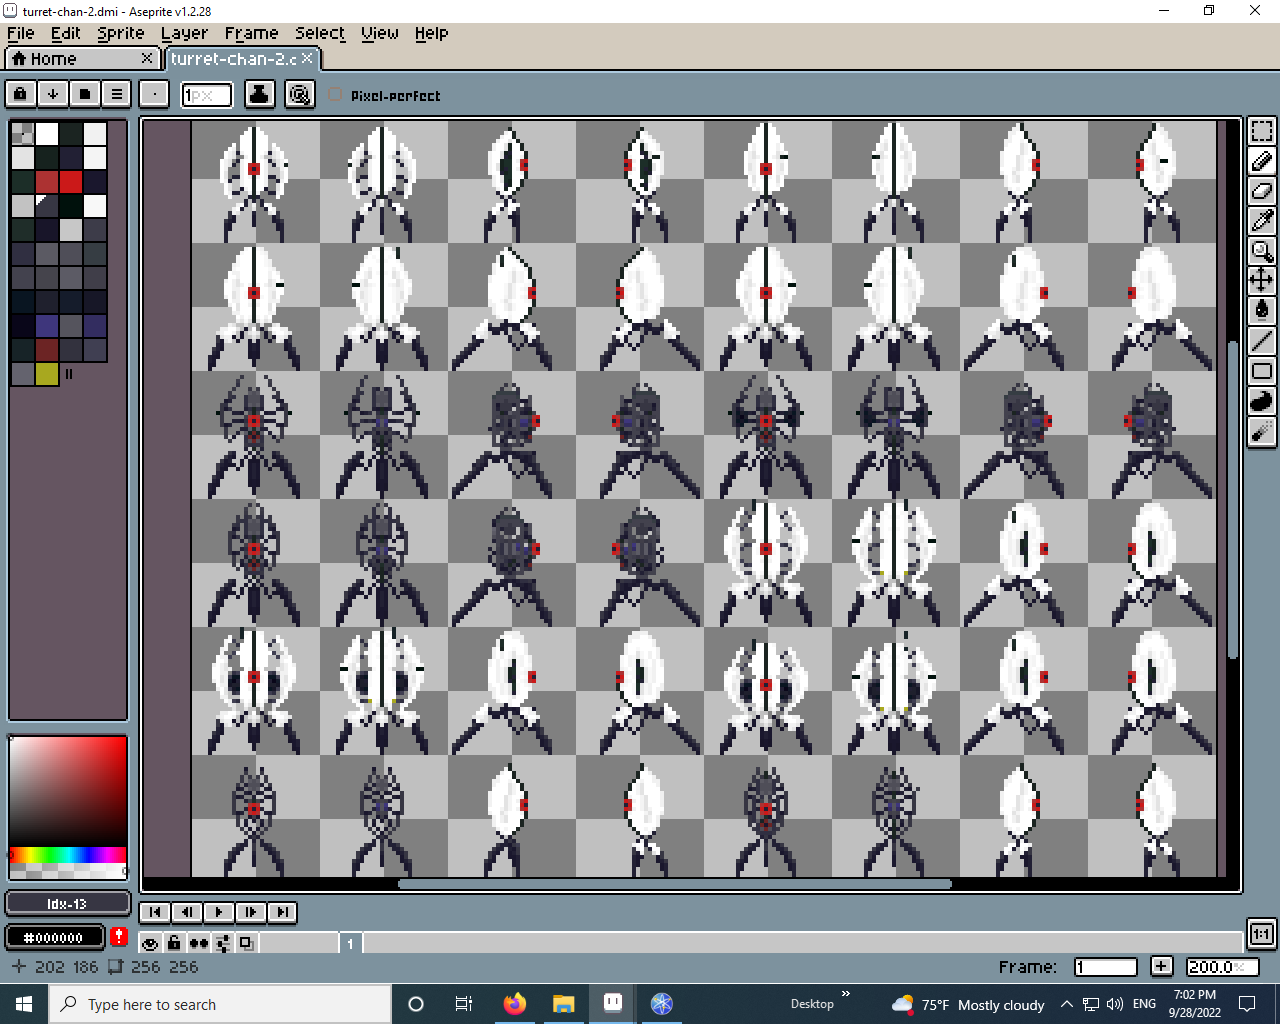 turret-chan-2.dmi - Aseprite v1.2.28
File Edit Sprite Layer Frame Select View Help
Home turret-chan-2.c
1px Pixel-perfect
Idx-13
#000000
1
1:1
202 186 256 256 Frame: 1 200.0%
Type here to search
Desktop
75°F Mostly cloudy
ENG
7:02 PM
9/28/2022